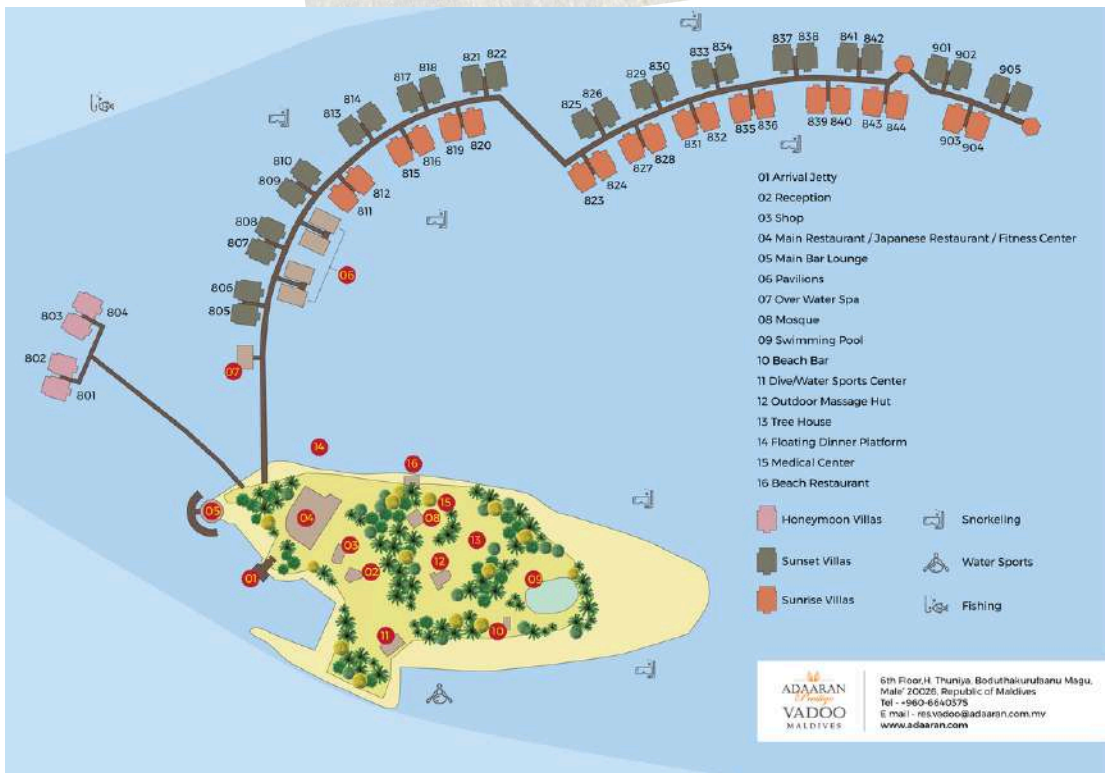 821
822
817
818
813
814
810
809
808
807
806
805
815
816
819
820
812
811
825
826
829
830
833
834
837
838
841
842
901
902
905
823
824
827
828
831
832
835
836
839
840
843
844
903
904
803
804
802
801
06
07
14
16
05
04
15
08
03
13
01
02
12
09
11
10
01 Arrival Jetty
02 Reception
03 Shop
04 Main Restaurant / Japanese Restaurant / Fitness Center
05 Main Bar Lounge
06 Pavilions
07 Over Water Spa
08 Mosque
09 Swimming Pool
10 Beach Bar
11 Dive/Water Sports Center
12 Outdoor Massage Hut
13 Tree House
14 Floating Dinner Platform
15 Medical Center
16 Beach Restaurant
Honeymoon Villas
Snorkeling
Sunset Villas
Water Sports
Sunrise Villas
Fishing
ADAARAN
Prestige
VADOO
MALDIVES
6th Floor,H. Thuniya, Boduthakurufaanu Magu,
Male' 20026, Republic of Maldives
Tel - +960-6640375
E mail - res.vadoo@adaaran.com.mv
www.adaaran.com